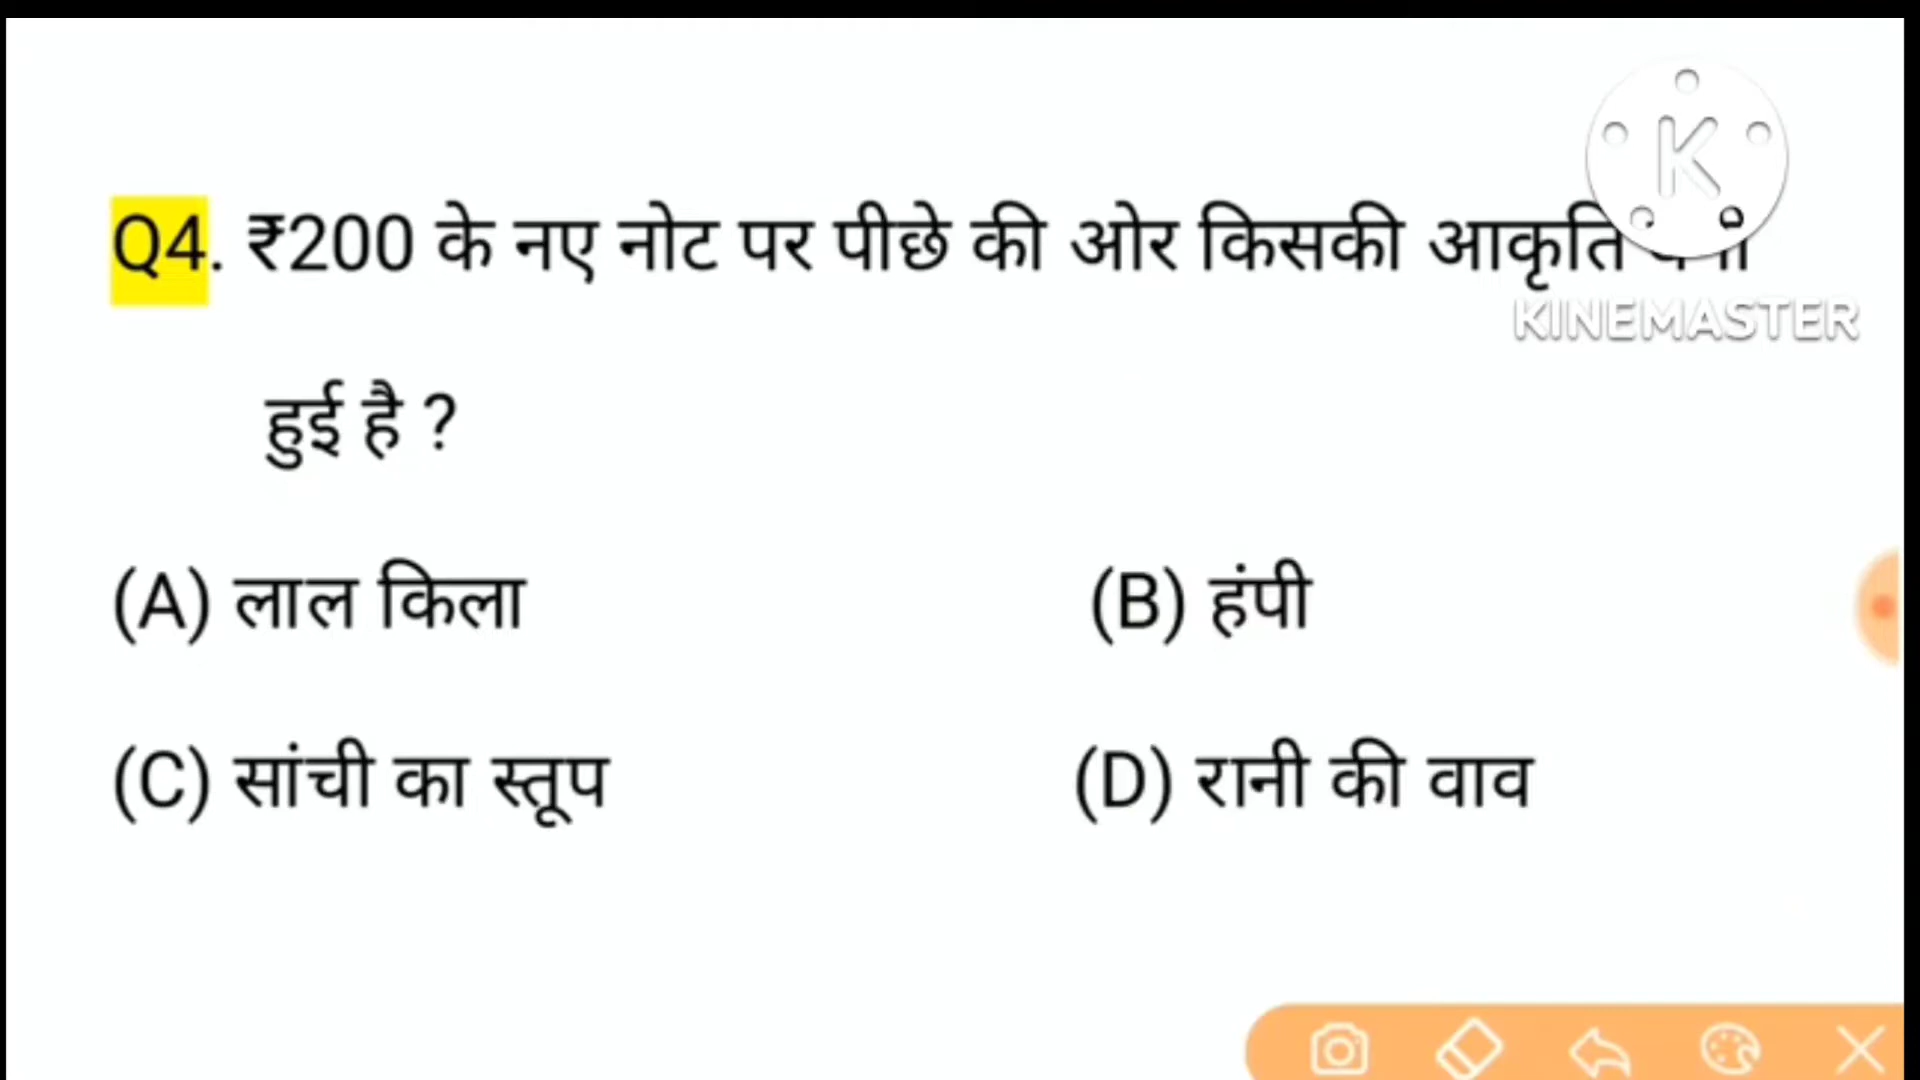 Q4. ₹200 के नए नोट पर पीछे की ओर किसकी आकृति
K
KINEMASTER
हुई है ?
(A) लाल किला (B) हंपी
(C) सांची का स्तूप (D) रानी की वाव